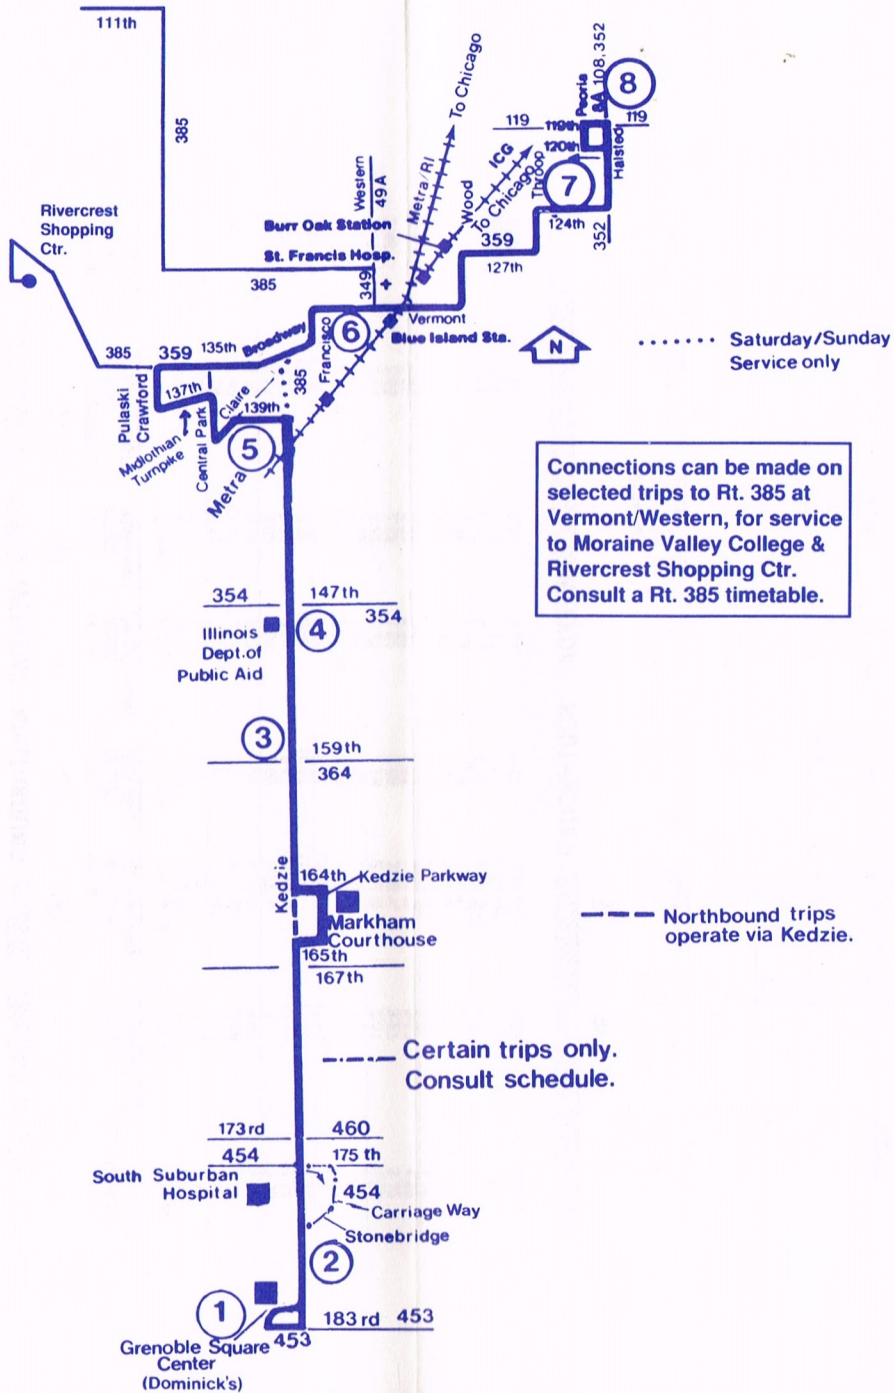 111th
385
Rivercrest
Shopping
Ctr.
Western
49A
Metra/RI
To Chicago
Wood
ICG
To Chicago
Throop
Peoria
8A 108,352
8
119
119th
119
120th
Halsted
7
124th
352
Burr Oak Station
St. Francis Hosp.
359
127th
385
349
+
Vermont
Blue Island Sta.
6
Francisco
N
Saturday/Sunday
Service only
385
359
135th
Broadway
385
Pulaski
Crawford
137th
Claire
139th
Midlothian
Turnpike
Central Park
5
Metra
Connections can be made on
selected trips to Rt. 385 at
Vermont/Western, for service
to Moraine Valley College &
Rivercrest Shopping Ctr.
Consult a Rt. 385 timetable.
354
147th
354
4
Illinois
Dept.of
Public Aid
3
159th
364
Kedzie
164th
Kedzie Parkway
Markham
Courthouse
165th
167th
Northbound trips
operate via Kedzie.
Certain trips only.
Consult schedule.
173rd
460
454
175 th
South Suburban
Hospital
454
Carriage Way
Stonebridge
2
1
183 rd 453
453
Grenoble Square
Center
(Dominick's)